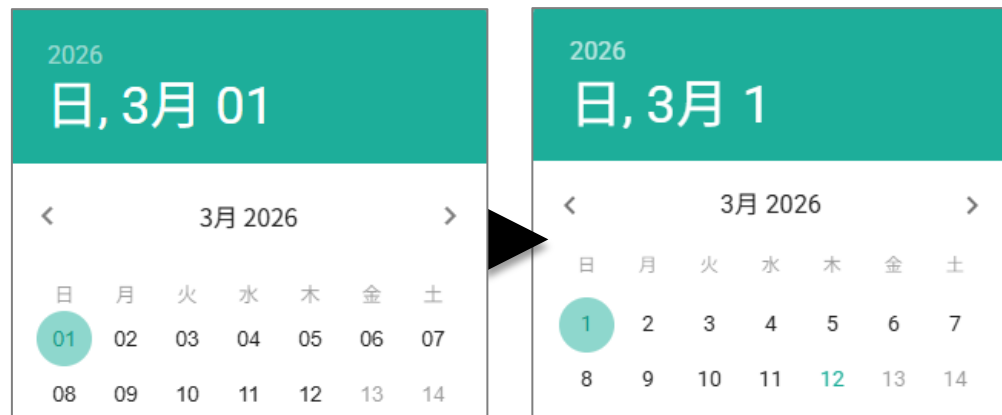 2026
日, 3月 01
3月 2026
日 月 火 水 木 金 土
01 02 03 04 05 06 07
08 09 10 11 12 13 14
2026
日, 3月 1
3月 2026
日 月 火 水 木 金 土
1 2 3 4 5 6 7
8 9 10 11 12 13 14